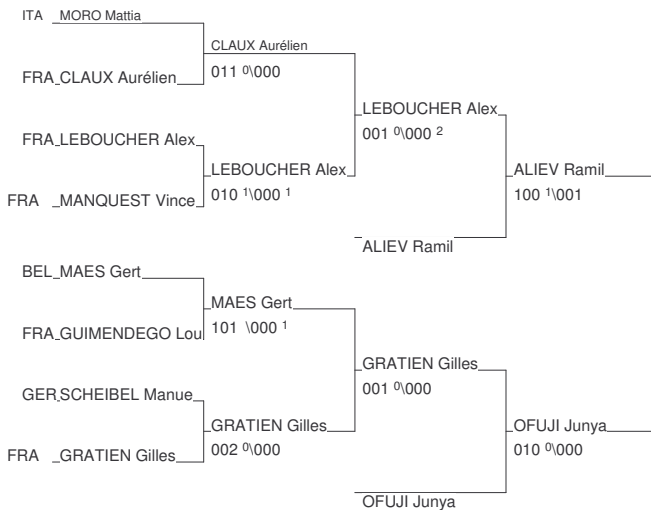 ITA MORO Mattia
CLAUX Aurélien
FRA CLAUX Aurélien
011 0\000
LEBOUCHER Alex
FRA LEBOUCHER Alex
001 0\000 2
LEBOUCHER Alex
ALIEV Ramil
010 1\000 1
100 1\001
FRA MANQUEST Vince
ALIEV Ramil
BEL MAES Gert
MAES Gert
FRA GUIMENDEGO Lou
101 \000 1
GRATIEN Gilles
001 0\000
GER SCHEIBEL Manue
GRATIEN Gilles
OFUJI Junya
002 0\000
010 0\000
FRA GRATIEN Gilles
OFUJI Junya